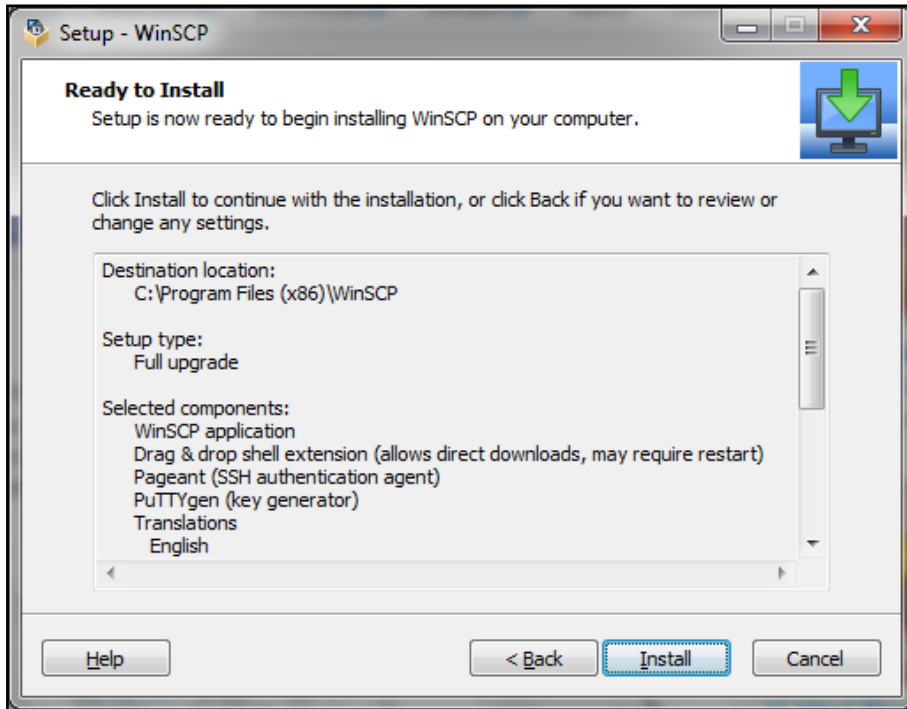 Setup - WinSCP
Ready to Install
Setup is now ready to begin installing WinSCP on your computer.
Click Install to continue with the installation, or click Back if you want to review or
change any settings.
Destination location:
C:\Program Files (x86)\WinSCP
Setup type:
Full upgrade
Selected components:
WinSCP application
Drag & drop shell extension (allows direct downloads, may require restart)
Pageant (SSH authentication agent)
PuTTYgen (key generator)
Translations
English
Help
< Back
Install
Cancel